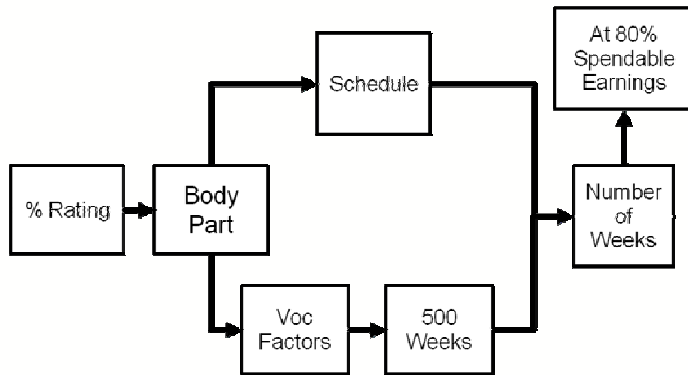 % Rating
Body
Part
Schedule
Voc
Factors
500
Weeks
Number
of
Weeks
At 80%
Spendable
Earnings